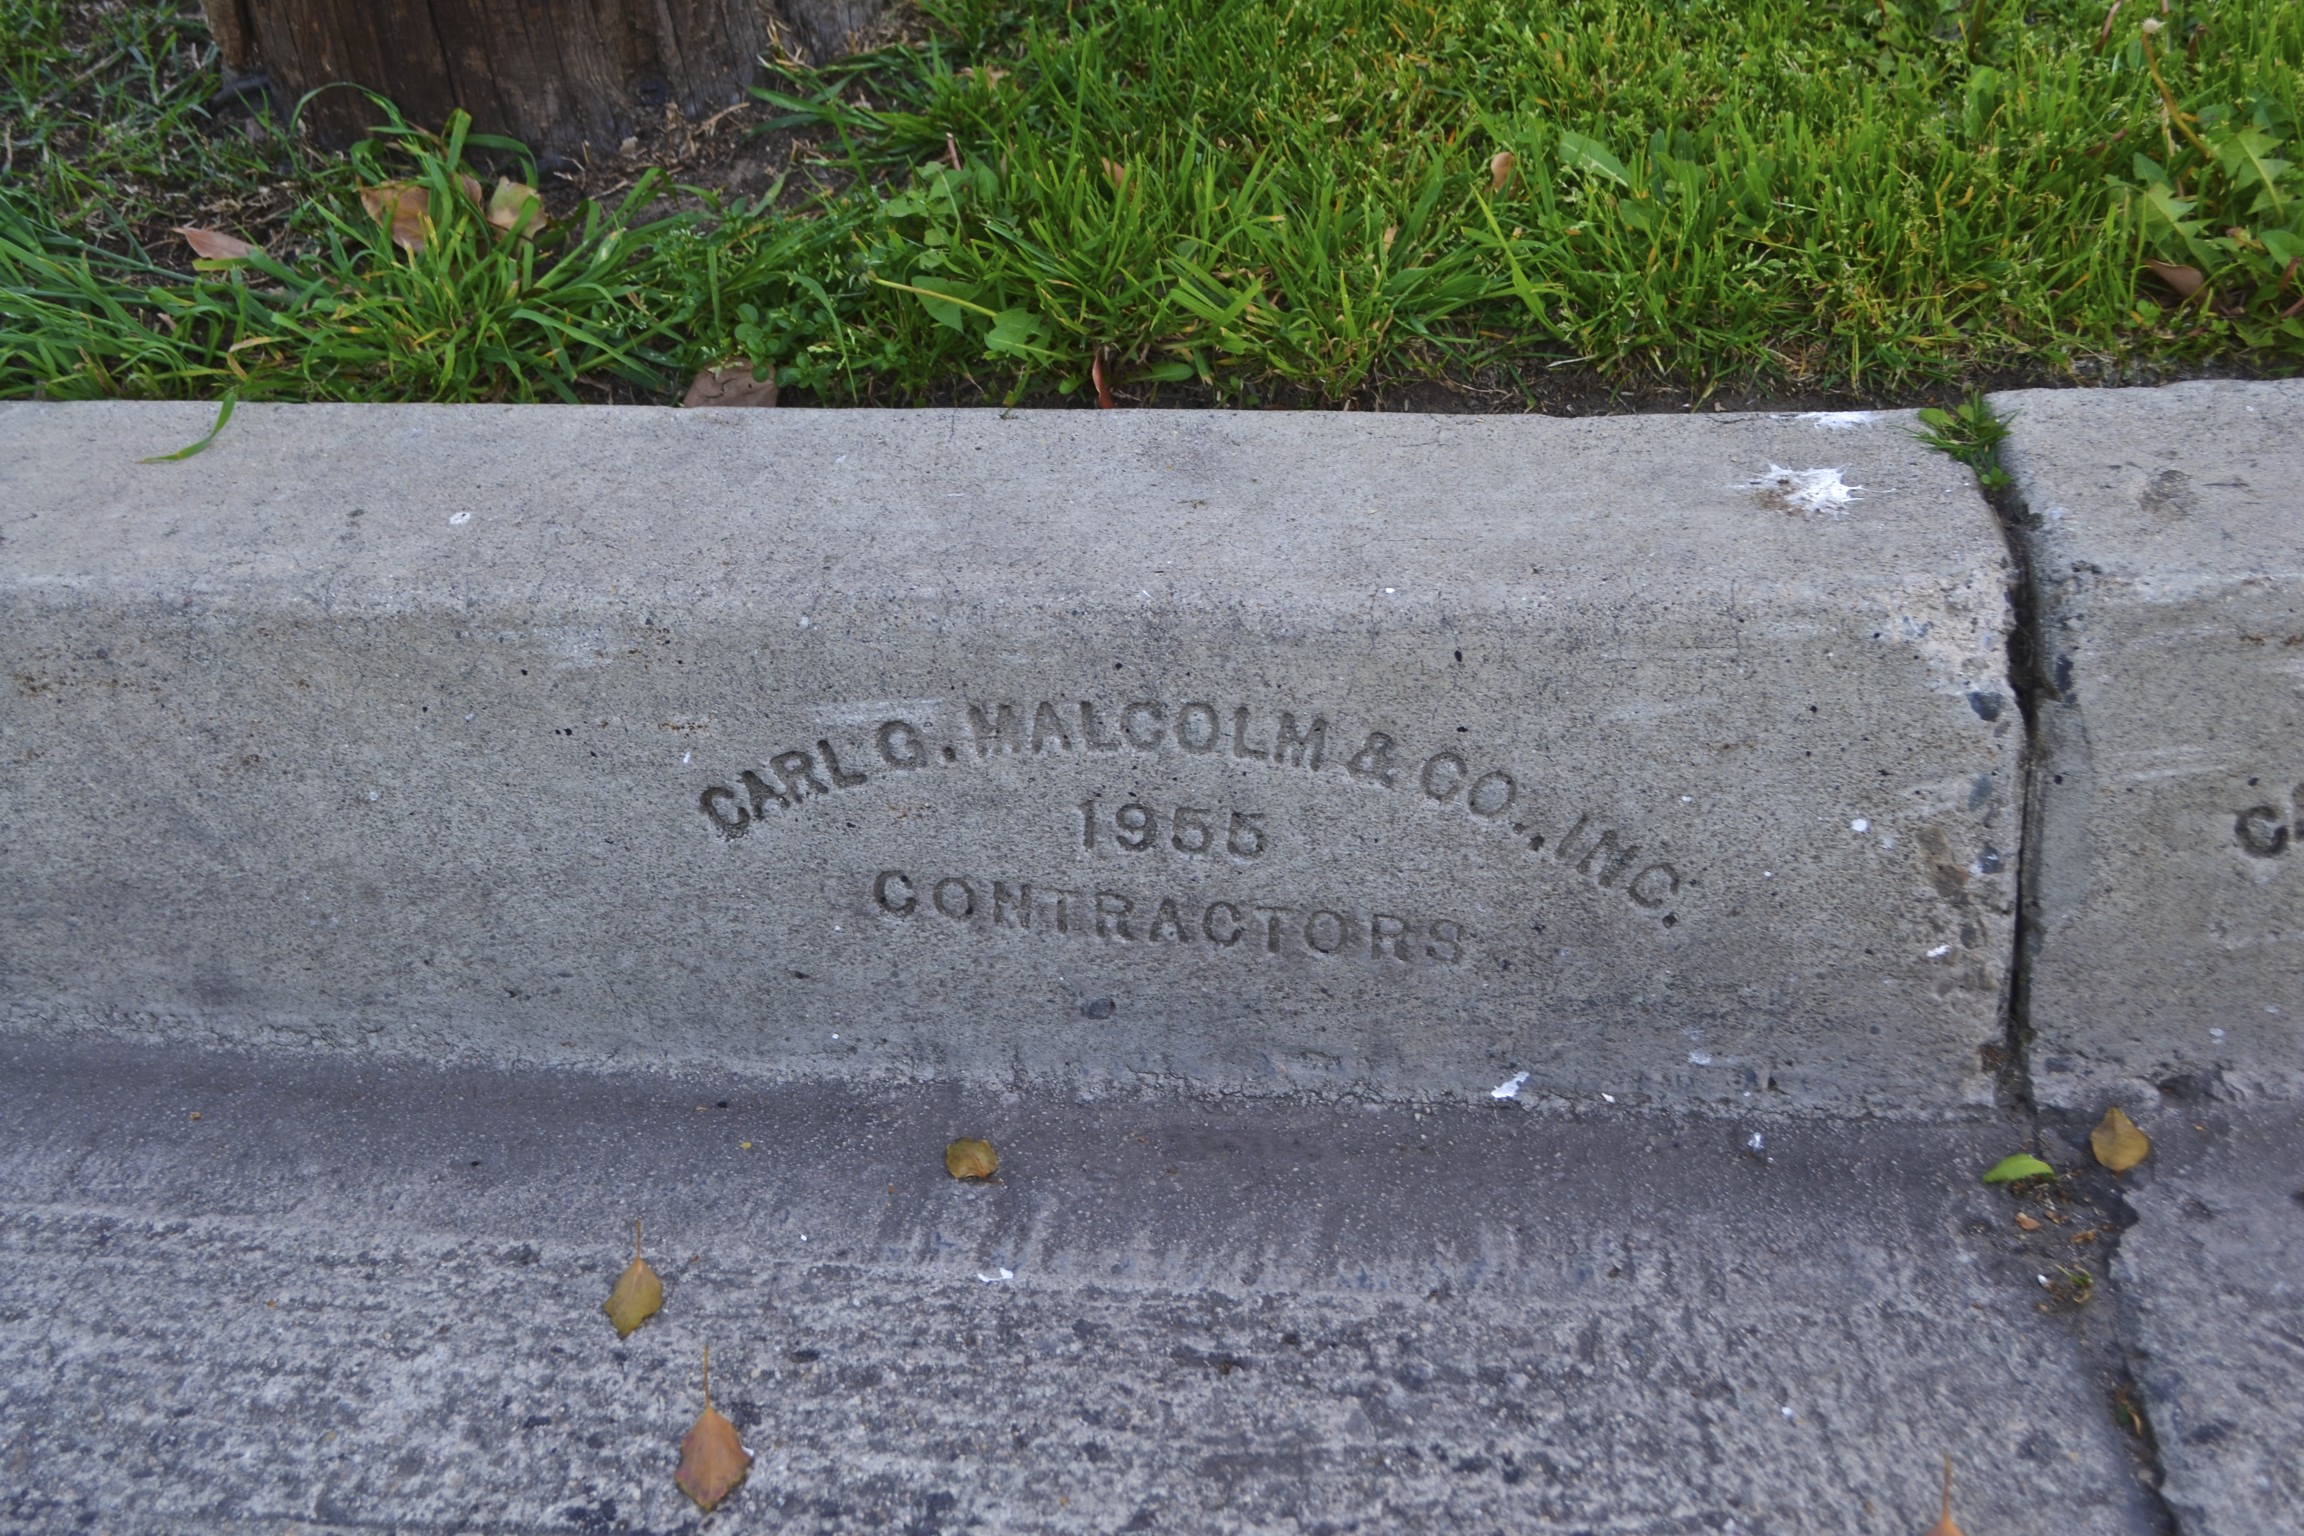 CARL G. MALCOLM & CO., INC.
1955
CONTRACTORS